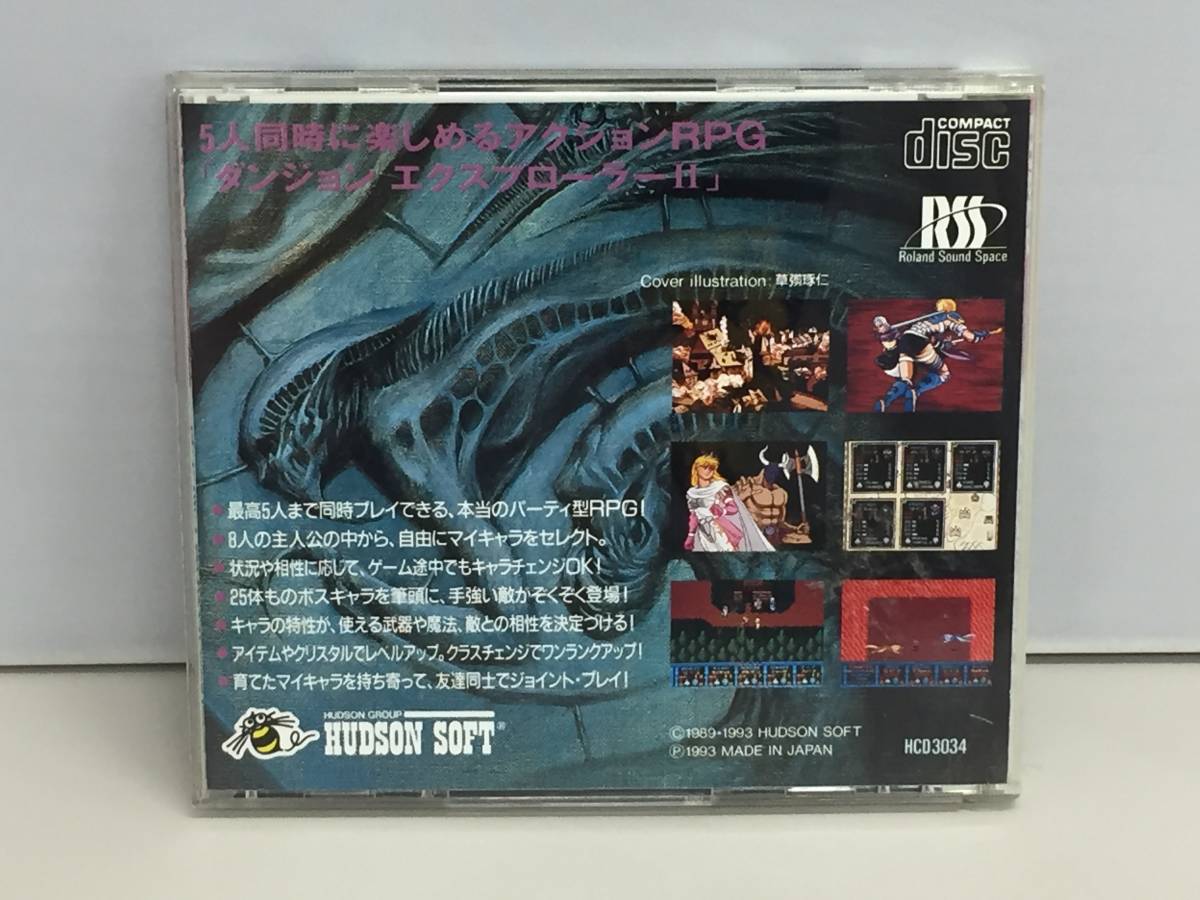 5人同時に楽しめるアクションRPG
「ダンジョン エクスプローラーII」
COMPACT
disc
RSS
Roland Sound Space
Cover illustration: 草彅琢仁
最高5人まで同時プレイできる、本当のパーティ型RPG!
8人の主人公の中から、自由にマイキャラをセレクト。
状況や相性に応じて、ゲーム途中でもキャラチェンジOK!
25体ものボスキャラを筆頭に、手強い敵がぞくぞく登場!
キャラの特性が、使える武器や魔法、敵との相性を決定づける!
アイテムやクリスタルでレベルアップ。クラスチェンジでワンランクアップ!
育てたマイキャラを持ち寄って、友達同士でジョイント・プレイ!
HUDSON GROUP
HUDSON SOFT®
©1989・1993 HUDSON SOFT
℗1993 MADE IN JAPAN
HCD3034